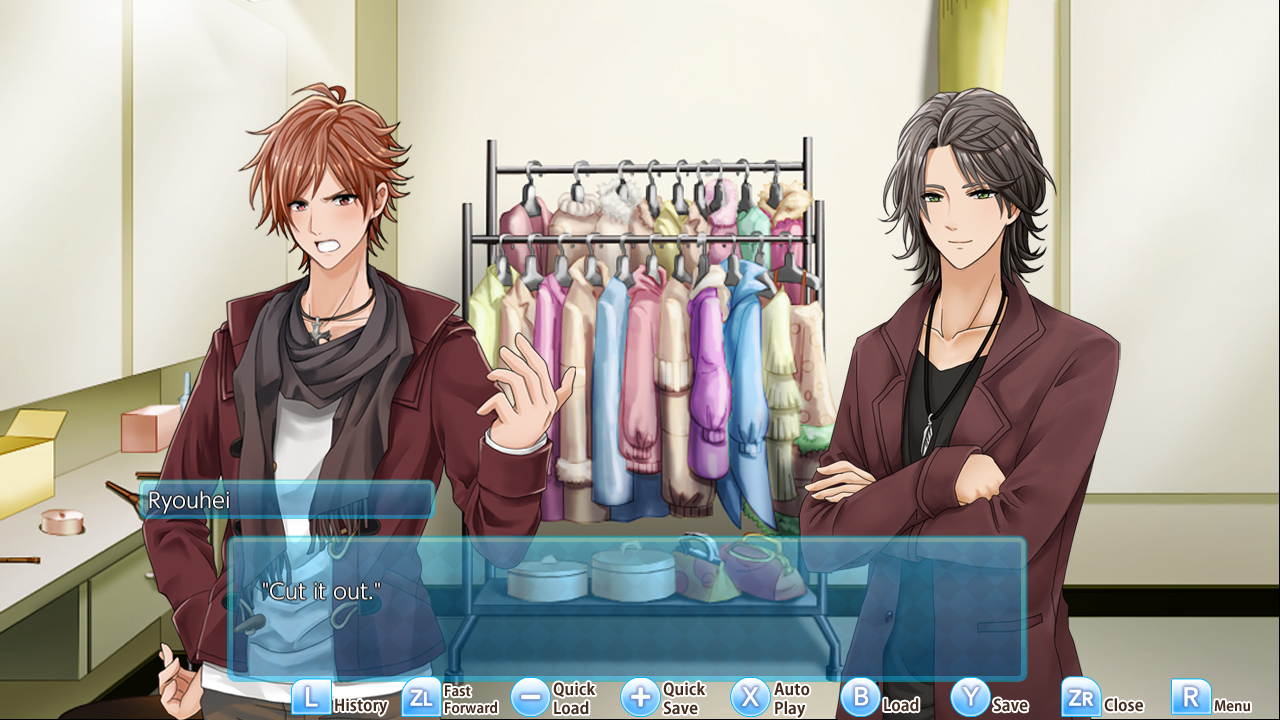 Ryouhei
"Cut it out."
L History
ZL Fast Forward
− Quick Load
+ Quick Save
X Auto Play
B Load
Y Save
ZR Close
R Menu